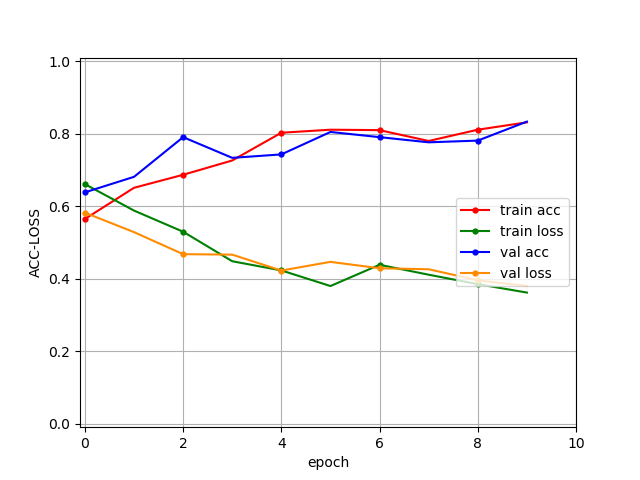 1.0
0.8
0.6
0.4
0.2
0.0
ACC-LOSS
train acc
train loss
val acc
val loss
0 2 4 6 8 10
epoch